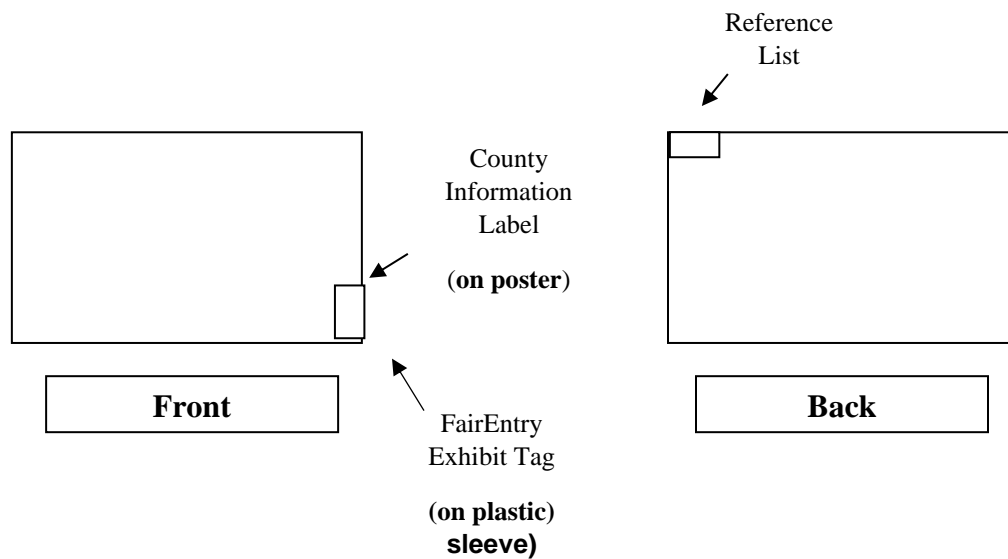 Reference
List
County
Information
Label
(on poster)
Front
Back
FairEntry
Exhibit Tag
(on plastic)
sleeve)